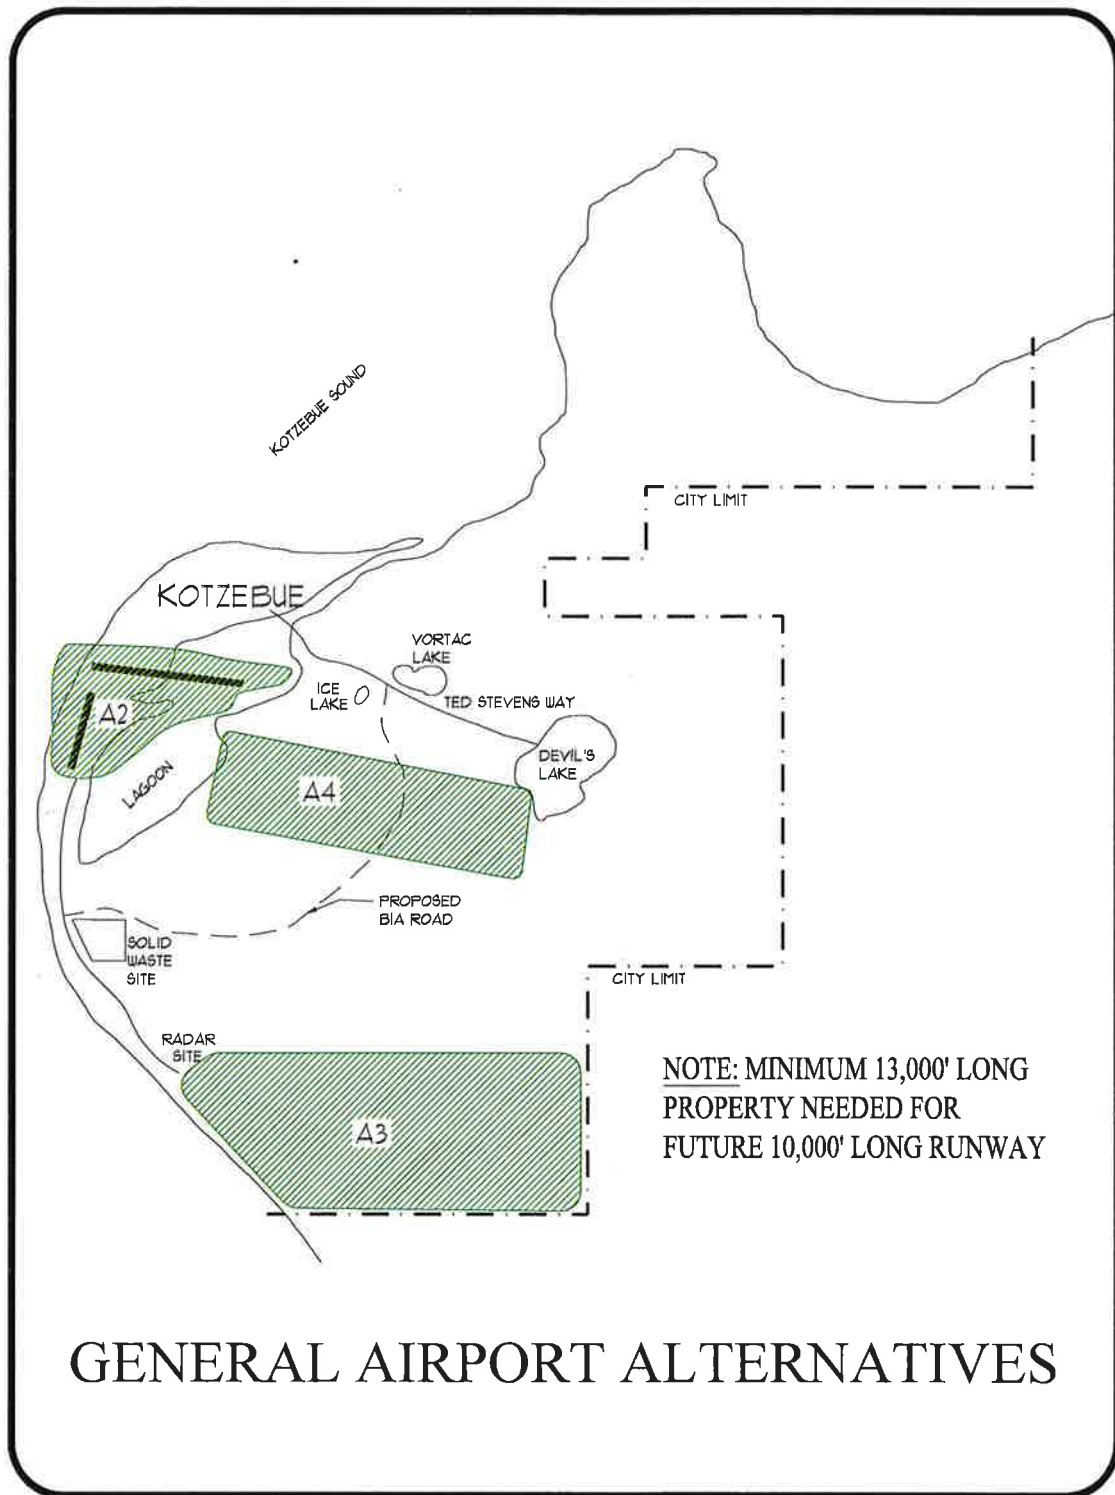 KOTZEBUE SOUND
CITY LIMIT
KOTZEBUE
VORTAC
LAKE
ICE
LAKE
TED STEVENS WAY
A2
DEVIL'S
LAKE
LAGOON
A4
PROPOSED
BIA ROAD
SOLID
WASTE
SITE
CITY LIMIT
RADAR
SITE
NOTE: MINIMUM 13,000' LONG
PROPERTY NEEDED FOR
FUTURE 10,000' LONG RUNWAY
A3
GENERAL AIRPORT ALTERNATIVES